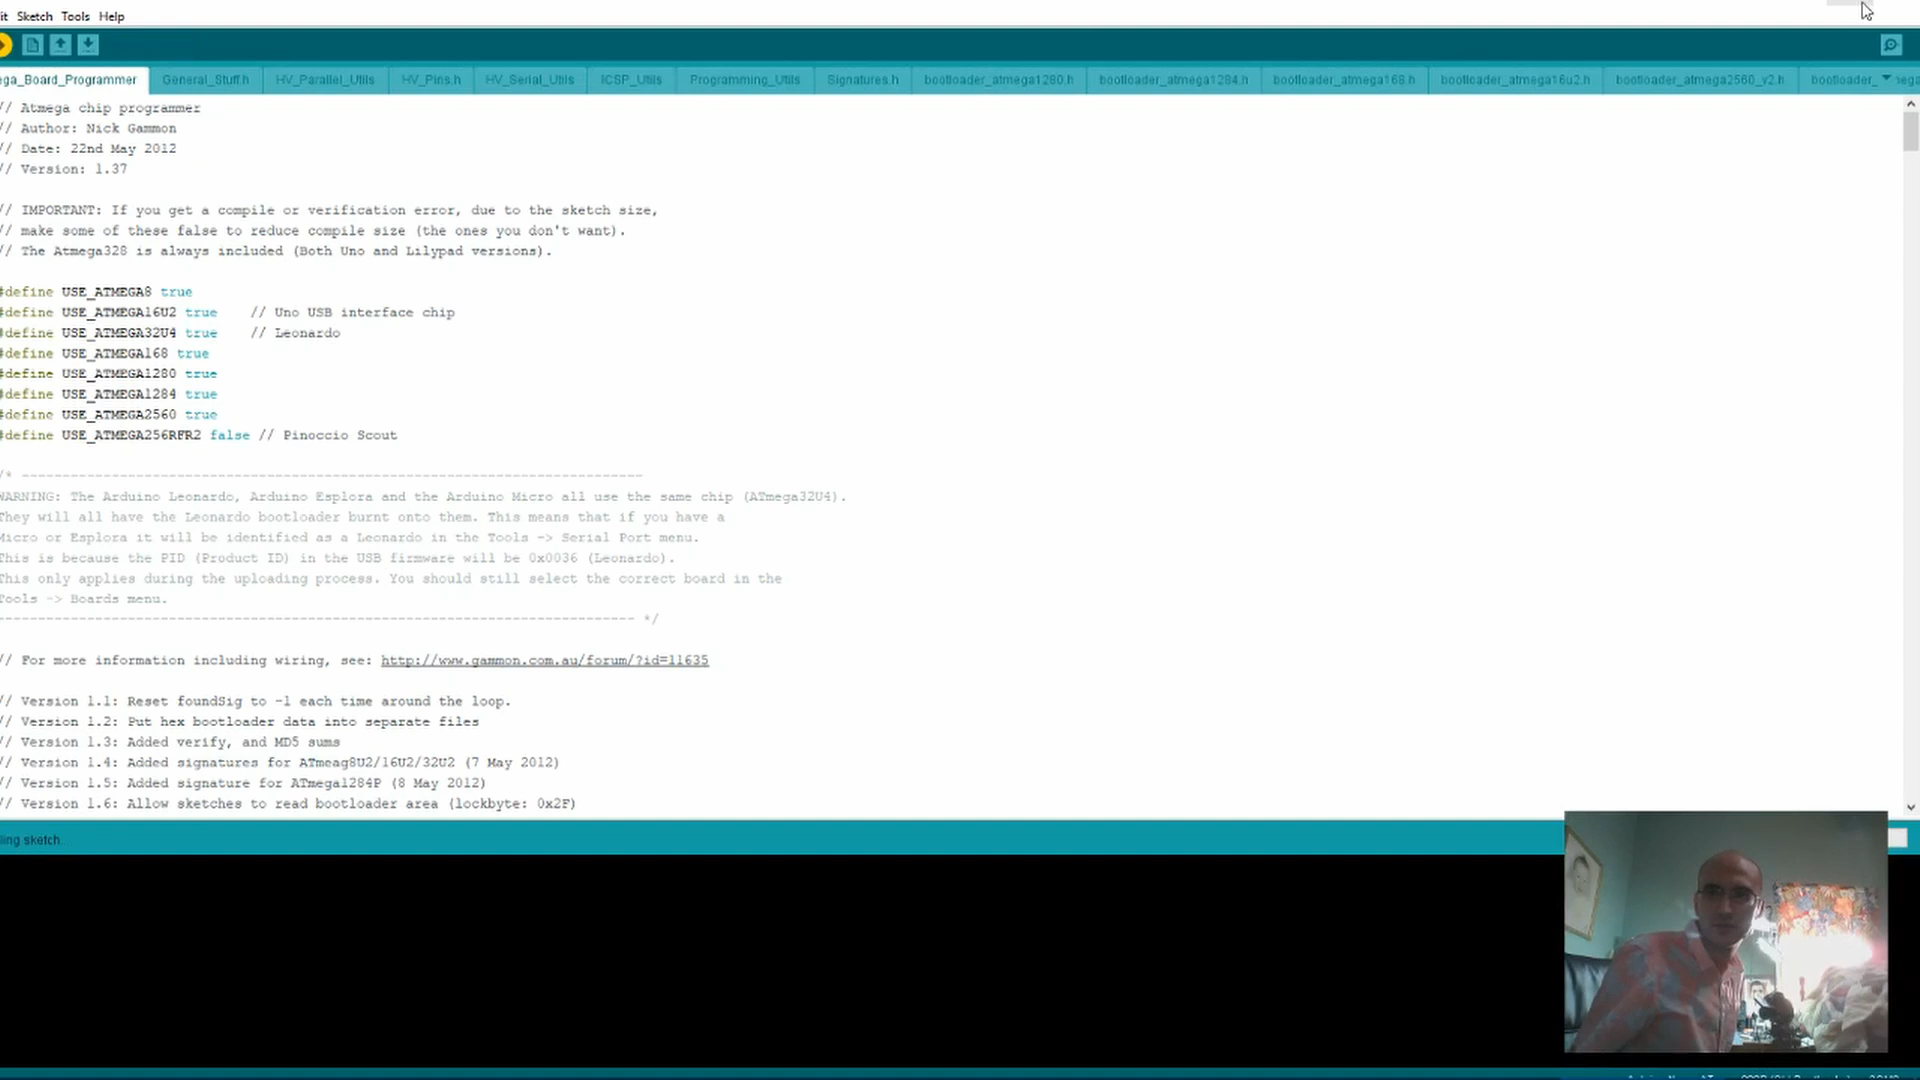 it Sketch Tools Help
ega_Board_Programmer General_Stuff.h HV_Parallel_Utils HV_Pins.h HV_Serial_Utils ICSP_Utils Programming_Utils Signatures.h bootloader_atmega1280.h bootloader_atmega1284.h bootloader_atmega168.h bootloader_atmega16u2.h bootloader_atmega2560_v2.h bootloader_
// Atmega chip programmer
// Author: Nick Gammon
// Date: 22nd May 2012
// Version: 1.37
// IMPORTANT: If you get a compile or verification error, due to the sketch size,
// make some of these false to reduce compile size (the ones you don't want).
// The Atmega328 is always included (Both Uno and Lilypad versions).
#define USE_ATMEGA8 true
#define USE_ATMEGA16U2 true // Uno USB interface chip
#define USE_ATMEGA32U4 true // Leonardo
#define USE_ATMEGA168 true
#define USE_ATMEGA1280 true
#define USE_ATMEGA1284 true
#define USE_ATMEGA2560 true
#define USE_ATMEGA256RFR2 false // Pinoccio Scout
/* ----------------------------------------------------------------------------
WARNING: The Arduino Leonardo, Arduino Esplora and the Arduino Micro all use the same chip (ATmega32U4).
They will all have the Leonardo bootloader burnt onto them. This means that if you have a
Micro or Esplora it will be identified as a Leonardo in the Tools -> Serial Port menu.
This is because the PID (Product ID) in the USB firmware will be 0x0036 (Leonardo).
This only applies during the uploading process. You should still select the correct board in the
Tools -> Boards menu.
------------------------------------------------------------------------------ */
// For more information including wiring, see: http://www.gammon.com.au/forum/?id=11635
// Version 1.1: Reset foundSig to -1 each time around the loop.
// Version 1.2: Put hex bootloader data into separate files
// Version 1.3: Added verify, and MD5 sums
// Version 1.4: Added signatures for ATmeag8U2/16U2/32U2 (7 May 2012)
// Version 1.5: Added signature for ATmega1284P (8 May 2012)
// Version 1.6: Allow sketches to read bootloader area (lockbyte: 0x2F)
ling sketch...